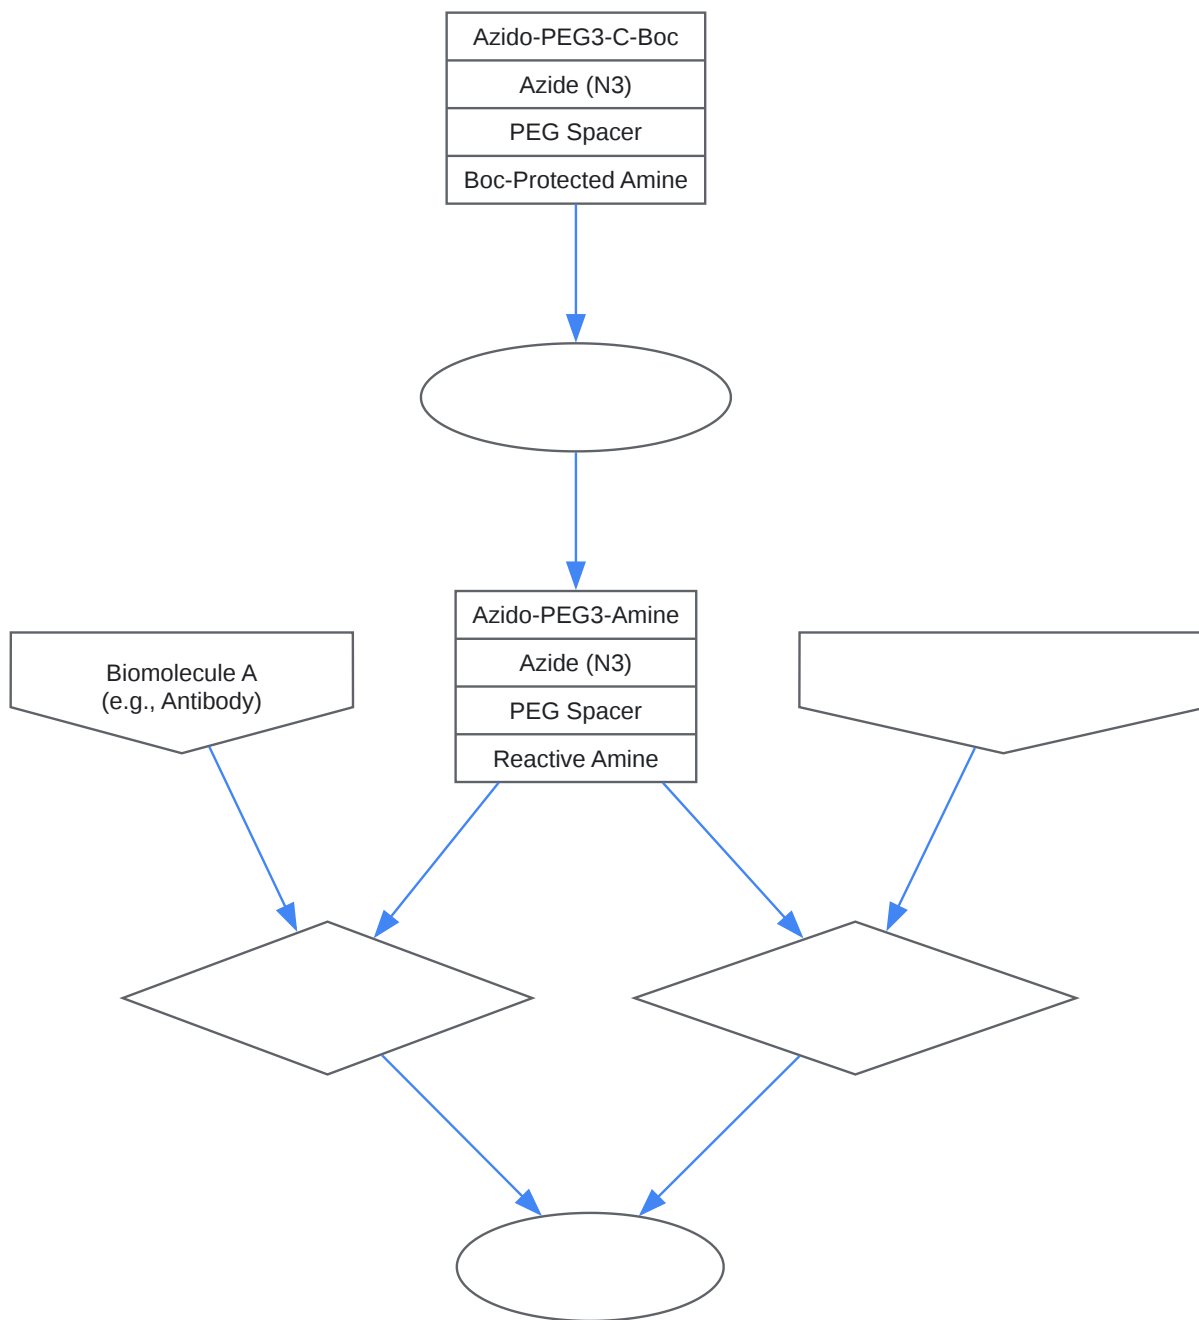 Azido-PEG3-C-Boc
Azide (N3)
PEG Spacer
Boc-Protected Amine
Azido-PEG3-Amine
Azide (N3)
PEG Spacer
Reactive Amine
Biomolecule A
(e.g., Antibody)